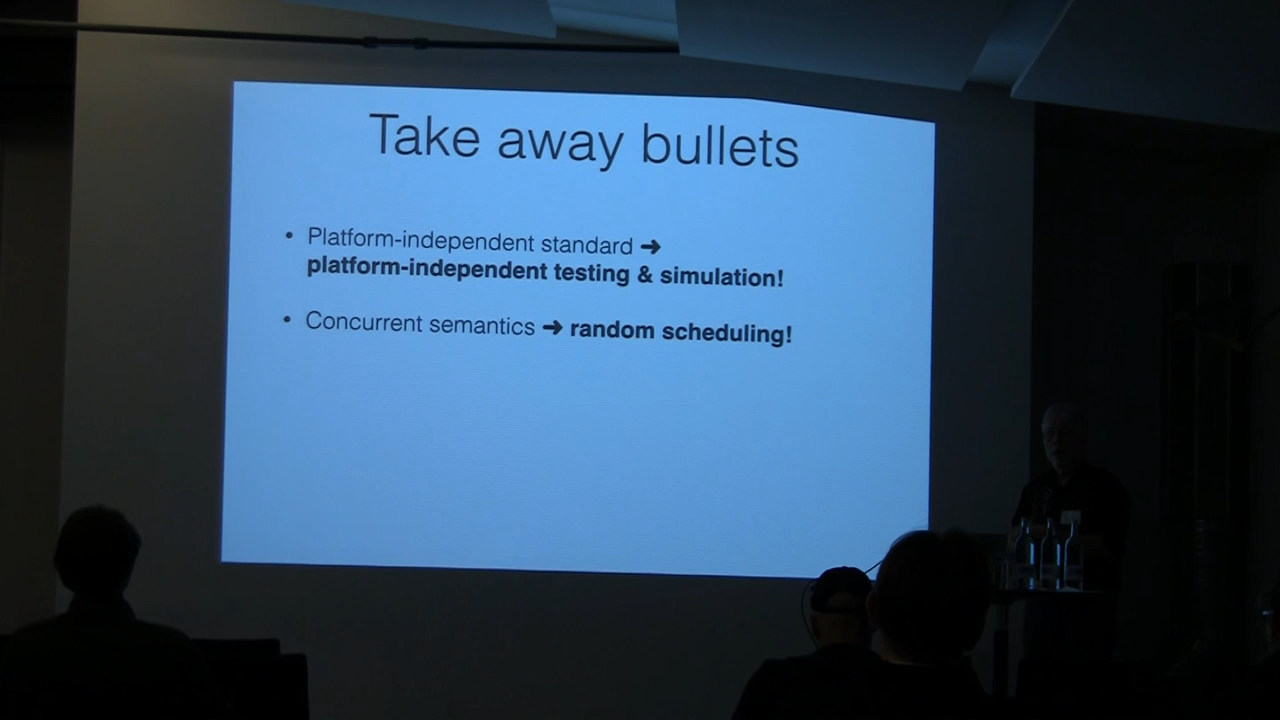 Take away bullets
• Platform-independent standard ➜
platform-independent testing & simulation!
• Concurrent semantics ➜ random scheduling!